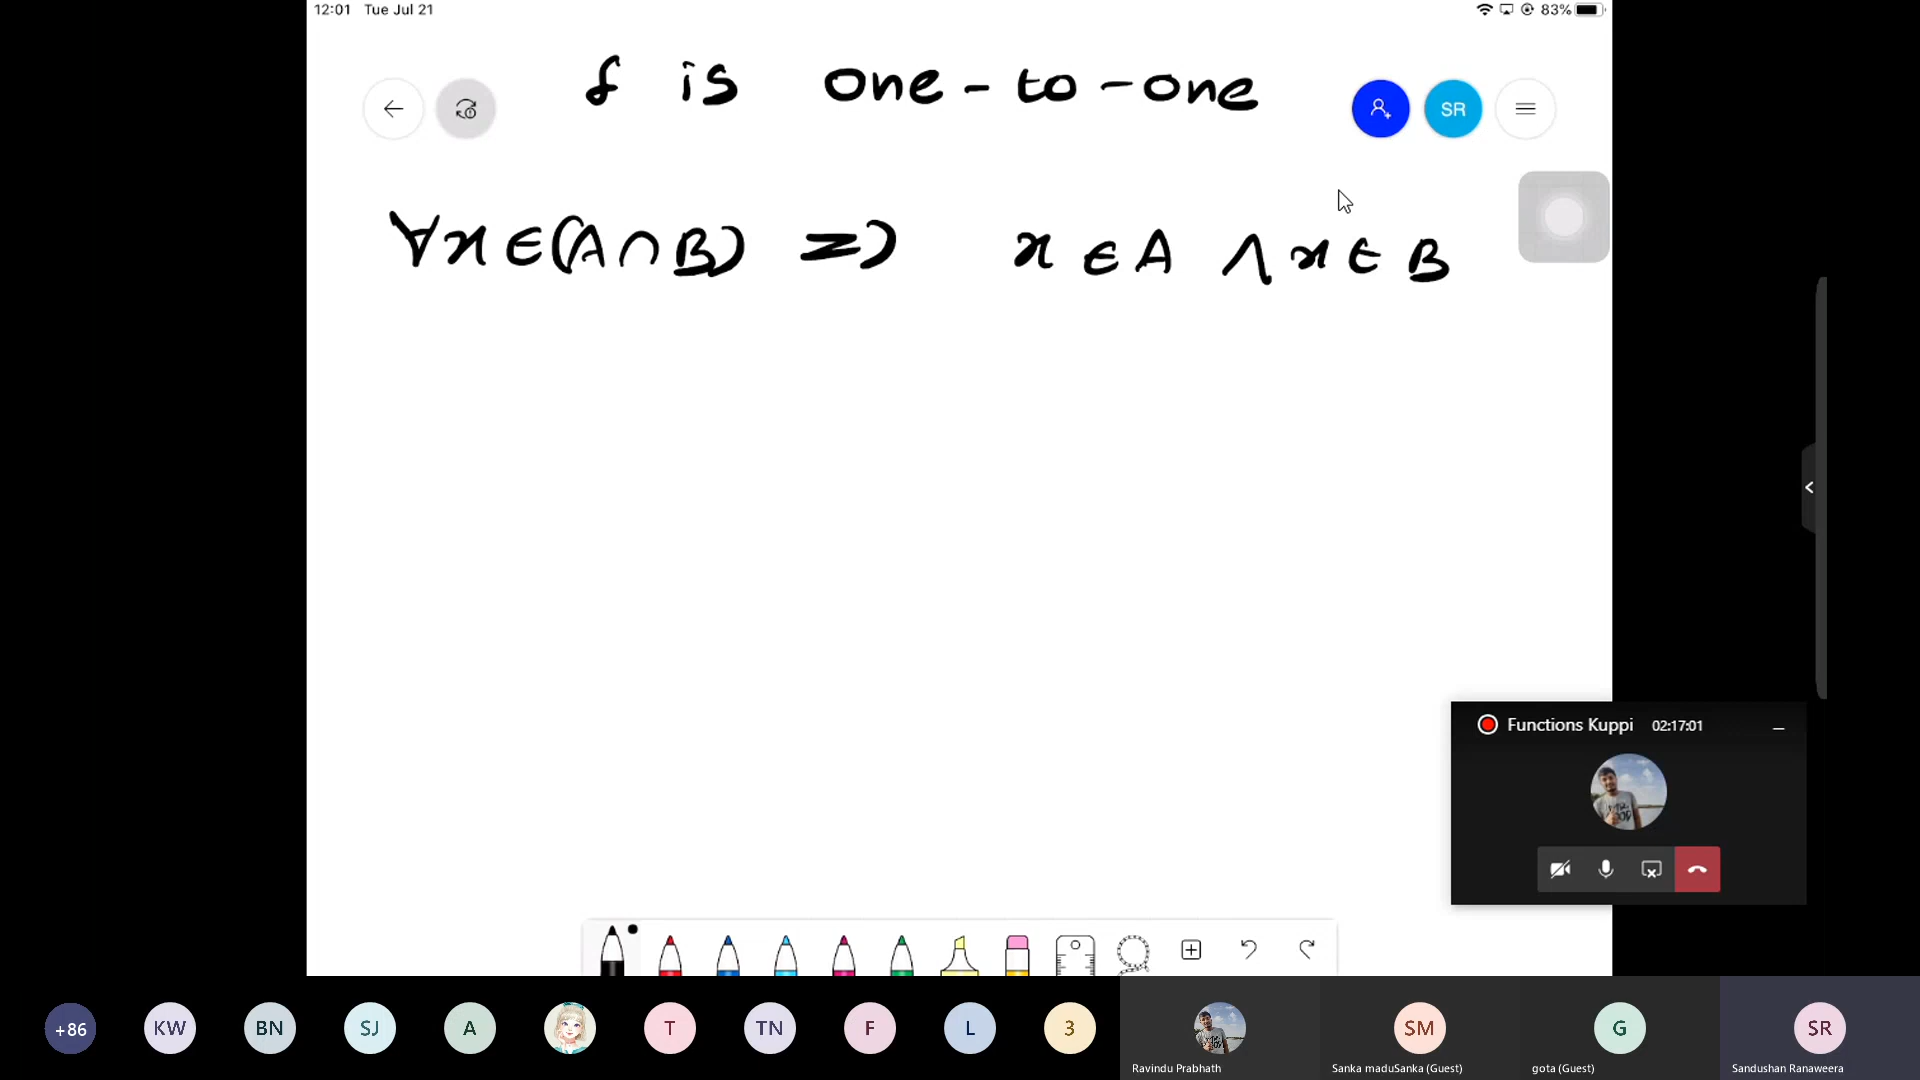 12:01 Tue Jul 21 83%
f is one-to-one
SR
∀x ∈ (A ∩ B) => x ∈ A ∧ x ∈ B
Functions Kuppi 02:17:01
+86 KW BN SJ A T TN F L 3 SM G SR
Ravindu Prabhath Sanka maduSanka (Guest) gota (Guest) Sandushan Ranaweera